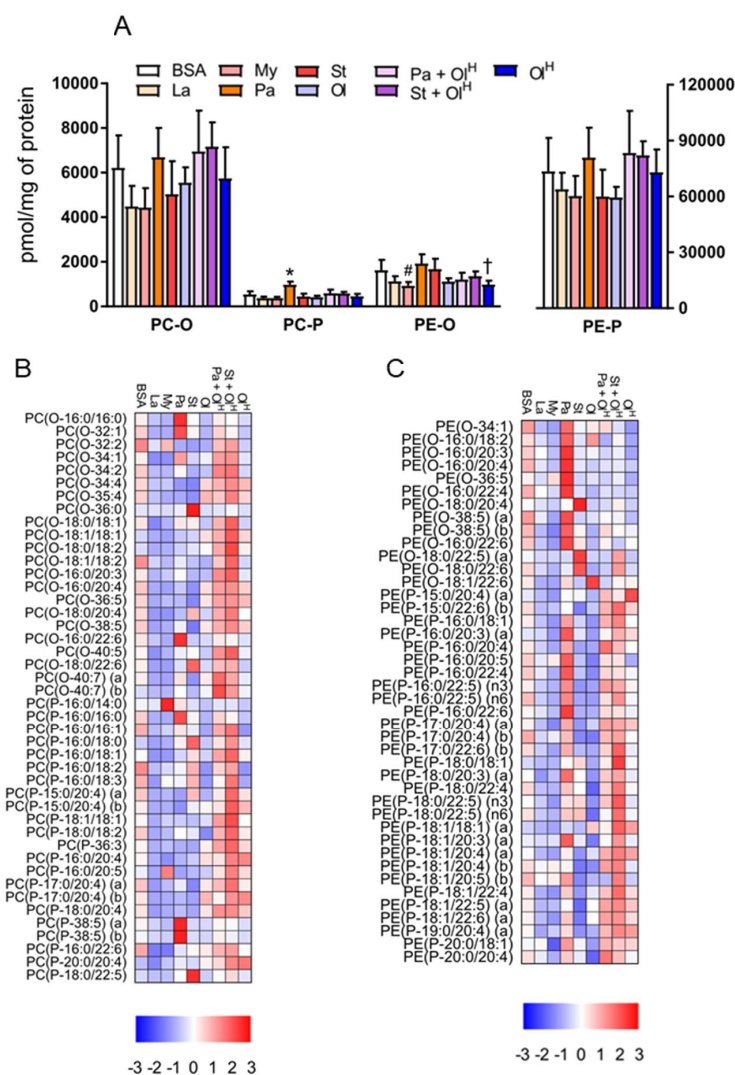 A
BSA My St Pa + Ol^H Ol^H
La Pa Ol St + Ol^H
pmol/mg of protein
10000
8000
6000
4000
2000
0
120000
90000
60000
30000
0
*
#
†
PC-O PC-P PE-O PE-P
B
BSA La My Pa St Ol Pa + Ol^H St + Ol^H Ol^H
PC(O-16:0/16:0)
PC(O-32:1)
PC(O-32:2)
PC(O-34:1)
PC(O-34:2)
PC(O-34:4)
PC(O-35:4)
PC(O-36:0)
PC(O-18:0/18:1)
PC(O-18:1/18:1)
PC(O-18:0/18:2)
PC(O-18:1/18:2)
PC(O-16:0/20:3)
PC(O-16:0/20:4)
PC(O-36:5)
PC(O-18:0/20:4)
PC(O-38:5)
PC(O-16:0/22:6)
PC(O-40:5)
PC(O-18:0/22:6)
PC(O-40:7) (a)
PC(O-40:7) (b)
PC(P-16:0/14:0)
PC(P-16:0/16:0)
PC(P-16:0/16:1)
PC(P-16:0/18:0)
PC(P-16:0/18:1)
PC(P-16:0/18:2)
PC(P-16:0/18:3)
PC(P-15:0/20:4) (a)
PC(P-15:0/20:4) (b)
PC(P-18:1/18:1)
PC(P-18:0/18:2)
PC(P-36:3)
PC(P-16:0/20:4)
PC(P-16:0/20:5)
PC(P-17:0/20:4) (a)
PC(P-17:0/20:4) (b)
PC(P-18:0/20:4)
PC(P-38:5) (a)
PC(P-38:5) (b)
PC(P-16:0/22:6)
PC(P-20:0/20:4)
PC(P-18:0/22:5)
-3 -2 -1 0 1 2 3
C
BSA La My Pa St Ol Pa + Ol^H St + Ol^H Ol^H
PE(O-34:1)
PE(O-16:0/18:2)
PE(O-16:0/20:3)
PE(O-16:0/20:4)
PE(O-36:5)
PE(O-16:0/22:4)
PE(O-18:0/20:4)
PE(O-38:5) (a)
PE(O-38:5) (b)
PE(O-16:0/22:6)
PE(O-18:0/22:5) (a)
PE(O-18:0/22:6)
PE(O-18:1/22:6)
PE(P-15:0/20:4) (a)
PE(P-15:0/22:6) (b)
PE(P-16:0/18:1)
PE(P-16:0/20:3) (a)
PE(P-16:0/20:4)
PE(P-16:0/20:5)
PE(P-16:0/22:4)
PE(P-16:0/22:5) (n3)
PE(P-16:0/22:5) (n6)
PE(P-16:0/22:6)
PE(P-17:0/20:4) (a)
PE(P-17:0/20:4) (b)
PE(P-17:0/22:6) (b)
PE(P-18:0/18:1)
PE(P-18:0/20:3) (a)
PE(P-18:0/22:4)
PE(P-18:0/22:5) (n3)
PE(P-18:0/22:5) (n6)
PE(P-18:1/18:1) (a)
PE(P-18:1/20:3) (a)
PE(P-18:1/20:4) (a)
PE(P-18:1/20:4) (b)
PE(P-18:1/20:5) (b)
PE(P-18:1/22:4)
PE(P-18:1/22:5) (a)
PE(P-18:1/22:6) (a)
PE(P-19:0/20:4) (a)
PE(P-20:0/18:1)
PE(P-20:0/20:4)
-3 -2 -1 0 1 2 3